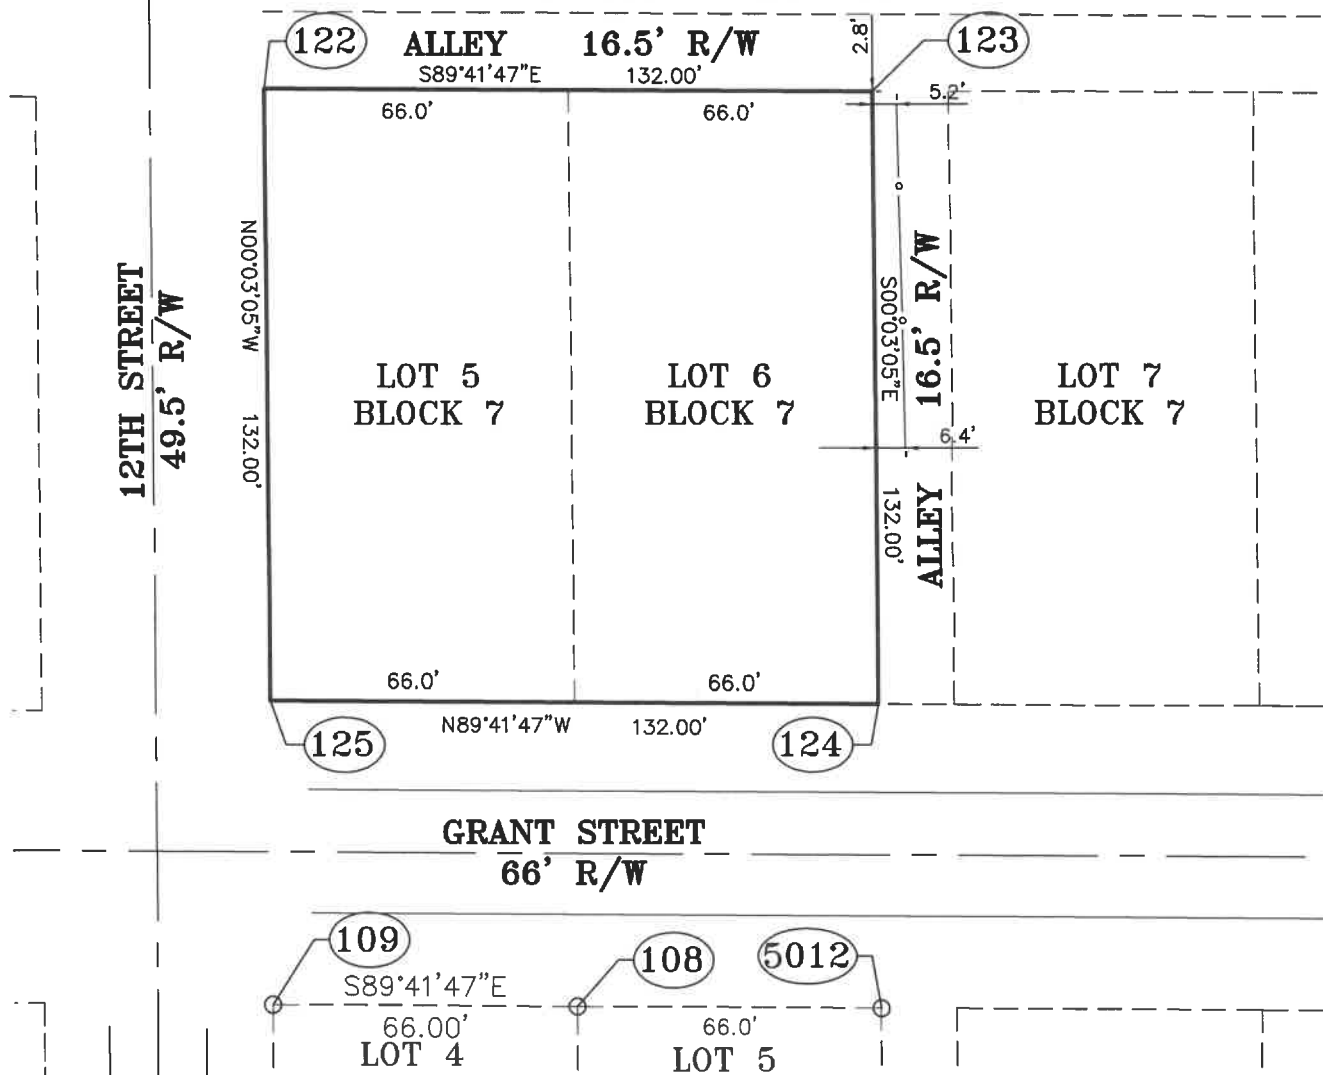 122
ALLEY 16.5' R/W
2.8'
123
S89°41'47"E 132.00'
66.0' 66.0'
5.2'
N00°03'05"W 132.00'
12TH STREET
49.5' R/W
LOT 5
BLOCK 7
LOT 6
BLOCK 7
S00°03'05"E 132.00'
ALLEY 16.5' R/W
6.4'
LOT 7
BLOCK 7
66.0' 66.0'
N89°41'47"W 132.00'
125
124
GRANT STREET
66' R/W
109
108
5012
S89°41'47"E
66.00'
66.0'
LOT 4
LOT 5